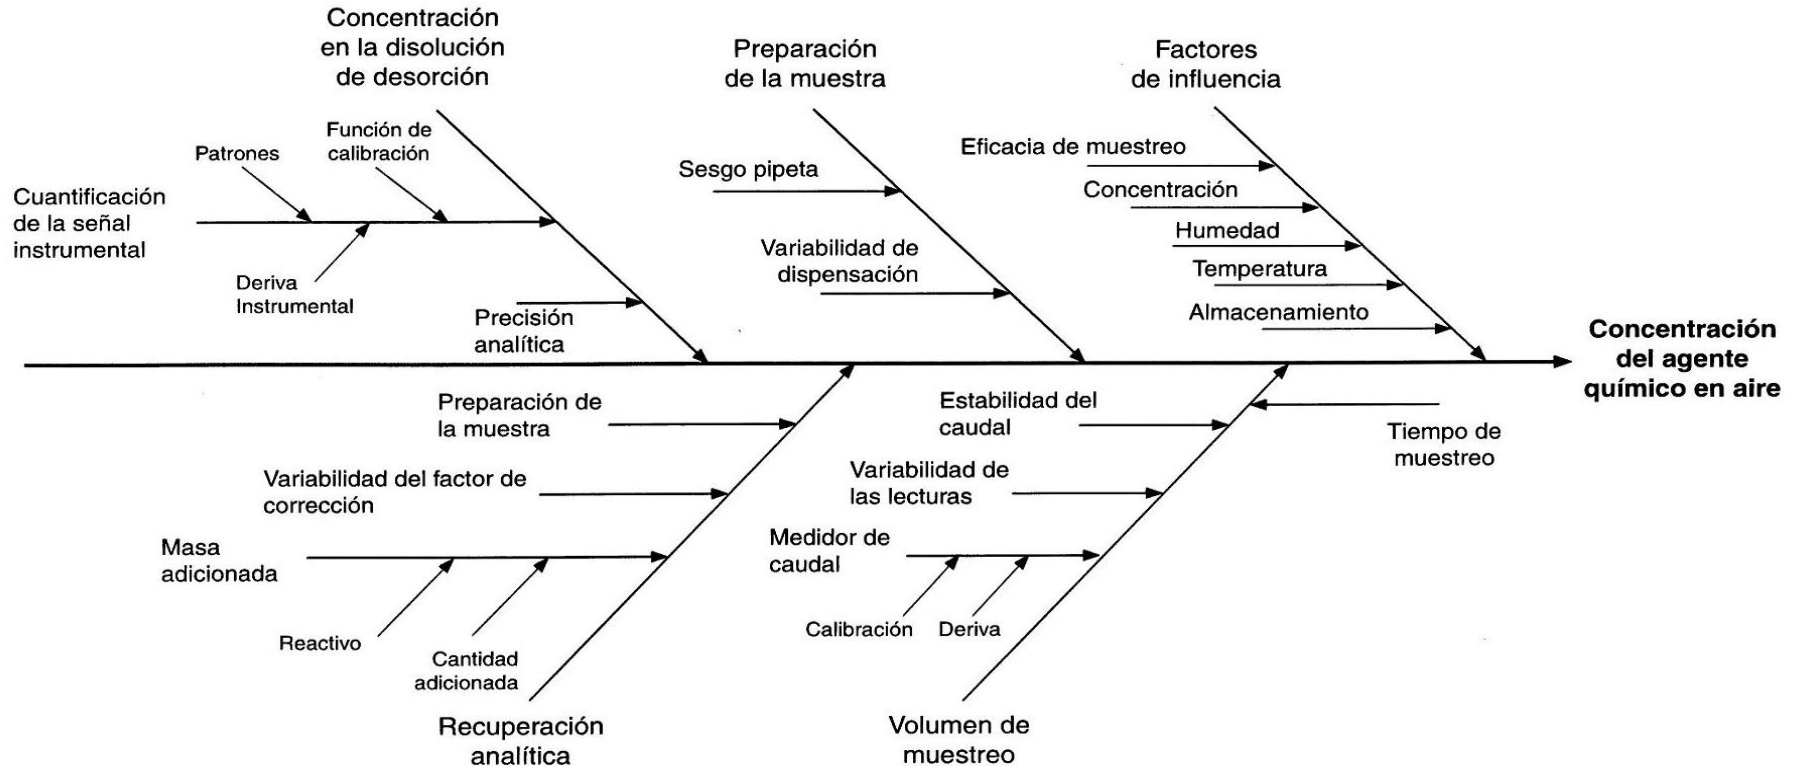 Concentración
en la disolución
de desorción
Preparación
de la muestra
Factores
de influencia
Patrones
Función de
calibración
Cuantificación
de la señal
instrumental
Deriva
Instrumental
Precisión
analítica
Sesgo pipeta
Variabilidad de
dispensación
Eficacia de muestreo
Concentración
Humedad
Temperatura
Almacenamiento
Concentración
del agente
químico en aire
Preparación de
la muestra
Variabilidad del factor de
corrección
Masa
adicionada
Reactivo
Cantidad
adicionada
Recuperación
analítica
Estabilidad del
caudal
Tiempo de
muestreo
Variabilidad de
las lecturas
Medidor de
caudal
Calibración
Deriva
Volumen de
muestreo